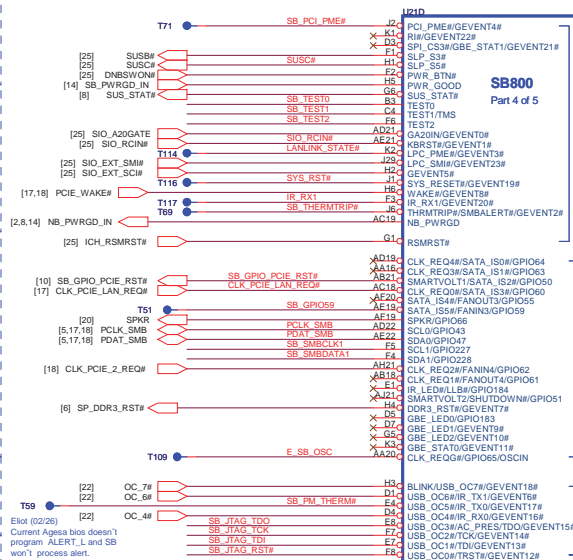 U21D
T71 SB_PCI_PME# J2 PCI_PME#/GEVENT4#
K1 RI#/GEVENT22#
D3 SPI_CS3#/GBE_STAT1/GEVENT21#
[25] SUSB# F1 SLP_S3#
[25] SUSC# SUSC# H1 SLP_S5#
[25] DNBSWON# F2 PWR_BTN#
[14] SB_PWRGD_IN H5 PWR_GOOD
[8] SUS_STAT# G6 SUS_STAT#
SB_TEST0 B3 TEST0
SB_TEST1 C4 TEST1/TMS
SB_TEST2 F6 TEST2
SB800
Part 4 of 5
[25] SIO_A20GATE AD21 GA20IN/GEVENT0#
[25] SIO_RCIN# SIO_RCIN# AE21 KBRST#/GEVENT1#
T114 LANLINK_STATE# K2 LPC_PME#/GEVENT3#
[25] SIO_EXT_SMI# J29 LPC_SMI#/GEVENT23#
[25] SIO_EXT_SCI# H2 GEVENT5#
T116 SYS_RST# J1 SYS_RESET#/GEVENT19#
[17,18] PCIE_WAKE# H6 WAKE#/GEVENT8#
T117 IR_RX1 F3 IR_RX1/GEVENT20#
T69 SB_THERMTRIP# J6 THRMTRIP#/SMBALERT#/GEVENT2#
[2,8,14] NB_PWRGD_IN AC19 NB_PWRGD
[25] ICH_RSMRST# G1 RSMRST#
AD19 CLK_REQ4#/SATA_IS0#/GPIO64
AA16 CLK_REQ3#/SATA_IS1#/GPIO63
[10] SB_GPIO_PCIE_RST# SB_GPIO_PCIE_RST# AB21 SMARTVOLT1/SATA_IS2#/GPIO50
[17] CLK_PCIE_LAN_REQ# CLK_PCIE_LAN_REQ# AC18 CLK_REQ0#/SATA_IS3#/GPIO60
AF20 SATA_IS4#/FANOUT3/GPIO55
T51 SB_GPIO59 AE19 SATA_IS5#/FANIN3/GPIO59
[20] SPKR AF19 SPKR/GPIO66
[5,17,18] PCLK_SMB PCLK_SMB AD22 SCL0/GPIO43
[5,17,18] PDAT_SMB PDAT_SMB AE22 SDA0/GPIO47
SB_SMBCLK1 F5 SCL1/GPIO227
SB_SMBDATA1 F4 SDA1/GPIO228
[18] CLK_PCIE_2_REQ# AH21 CLK_REQ2#/FANIN4/GPIO62
AB18 CLK_REQ1#/FANOUT4/GPIO61
E1 IR_LED#/LLB#/GPIO184
AJ21 SMARTVOLT2/SHUTDOWN#/GPIO51
[6] SP_DDR3_RST# H4 DDR3_RST#/GEVENT7#
D5 GBE_LED0/GPIO183
D7 GBE_LED1/GEVENT9#
G5 GBE_LED2/GEVENT10#
K3 GBE_STAT0/GEVENT11#
T109 E_SB_OSC AA20 CLK_REQG#/GPIO65/OSCIN
[22] OC_7# H3 BLINK/USB_OC7#/GEVENT18#
[22] OC_6# D1 USB_OC6#/IR_TX1/GEVENT6#
T59 SB_PM_THERM# E4 USB_OC5#/IR_TX0/GEVENT17#
[22] OC_4# D4 USB_OC4#/IR_RX0/GEVENT16#
SB_JTAG_TDO E8 USB_OC3#/AC_PRES/TDO/GEVENT15#
SB_JTAG_TCK F7 USB_OC2#/TCK/GEVENT14#
SB_JTAG_TDI E7 USB_OC1#/TDI/GEVENT13#
SB_JTAG_RST# F8 USB_OC0#/TRST#/GEVENT12#
Eliot (02/26)
Current Agesa bios doesn't
program ALERT_L and SB
won't process alert.